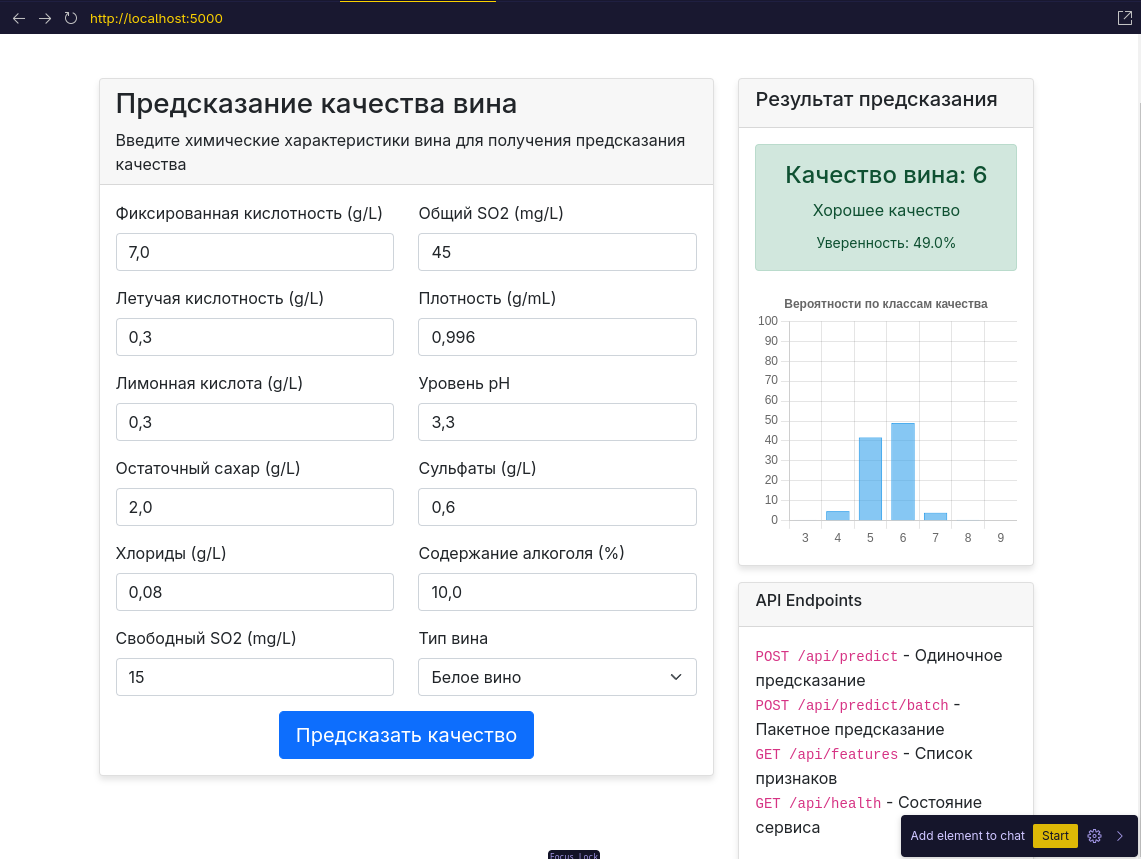 http://localhost:5000
Предсказание качества вина
Введите химические характеристики вина для получения предсказания
качества
Фиксированная кислотность (g/L)
Общий SO2 (mg/L)
7,0
45
Летучая кислотность (g/L)
Плотность (g/mL)
0,3
0,996
Лимонная кислота (g/L)
Уровень pH
0,3
3,3
Остаточный сахар (g/L)
Сульфаты (g/L)
2,0
0,6
Хлориды (g/L)
Содержание алкоголя (%)
0,08
10,0
Свободный SO2 (mg/L)
Тип вина
15
Белое вино
Предсказать качество
Результат предсказания
Качество вина: 6
Хорошее качество
Уверенность: 49.0%
Вероятности по классам качества
100
90
80
70
60
50
40
30
20
10
0
3 4 5 6 7 8 9
API Endpoints
POST /api/predict - Одиночное
предсказание
POST /api/predict/batch -
Пакетное предсказание
GET /api/features - Список
признаков
GET /api/health - Состояние
сервиса
Add element to chat Start
Focus Lock